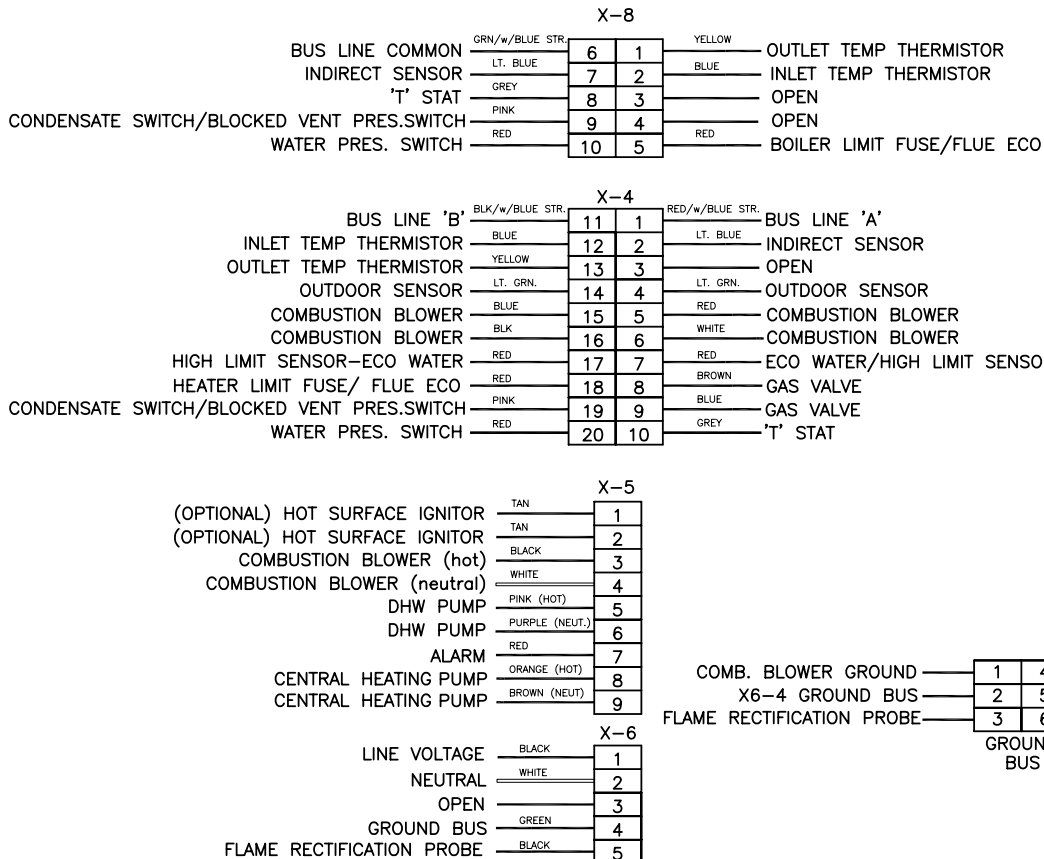 X-8
BUS LINE COMMON GRN/w/BLUE STR. 6 1 YELLOW OUTLET TEMP THERMISTOR
INDIRECT SENSOR LT. BLUE 7 2 BLUE INLET TEMP THERMISTOR
'T' STAT GREY 8 3 OPEN
CONDENSATE SWITCH/BLOCKED VENT PRES.SWITCH PINK 9 4 OPEN
WATER PRES. SWITCH RED 10 5 RED BOILER LIMIT FUSE/FLUE ECO
X-4
BUS LINE 'B' BLK/w/BLUE STR. 11 1 RED/w/BLUE STR. BUS LINE 'A'
INLET TEMP THERMISTOR BLUE 12 2 LT. BLUE INDIRECT SENSOR
OUTLET TEMP THERMISTOR YELLOW 13 3 OPEN
OUTDOOR SENSOR LT. GRN. 14 4 LT. GRN. OUTDOOR SENSOR
COMBUSTION BLOWER BLUE 15 5 RED COMBUSTION BLOWER
COMBUSTION BLOWER BLK 16 6 WHITE COMBUSTION BLOWER
HIGH LIMIT SENSOR-ECO WATER RED 17 7 RED ECO WATER/HIGH LIMIT SENSO
HEATER LIMIT FUSE/ FLUE ECO RED 18 8 BROWN GAS VALVE
CONDENSATE SWITCH/BLOCKED VENT PRES.SWITCH PINK 19 9 BLUE GAS VALVE
WATER PRES. SWITCH RED 20 10 GREY 'T' STAT
X-5
(OPTIONAL) HOT SURFACE IGNITOR TAN 1
(OPTIONAL) HOT SURFACE IGNITOR TAN 2
COMBUSTION BLOWER (hot) BLACK 3
COMBUSTION BLOWER (neutral) WHITE 4
DHW PUMP PINK (HOT) 5
DHW PUMP PURPLE (NEUT.) 6
ALARM RED 7
CENTRAL HEATING PUMP ORANGE (HOT) 8
CENTRAL HEATING PUMP BROWN (NEUT) 9
COMB. BLOWER GROUND 1 4
X6-4 GROUND BUS 2 5
FLAME RECTIFICATION PROBE 3 6
GROUN
BUS
X-6
LINE VOLTAGE BLACK 1
NEUTRAL WHITE 2
OPEN 3
GROUND BUS GREEN 4
FLAME RECTIFICATION PROBE BLACK 5